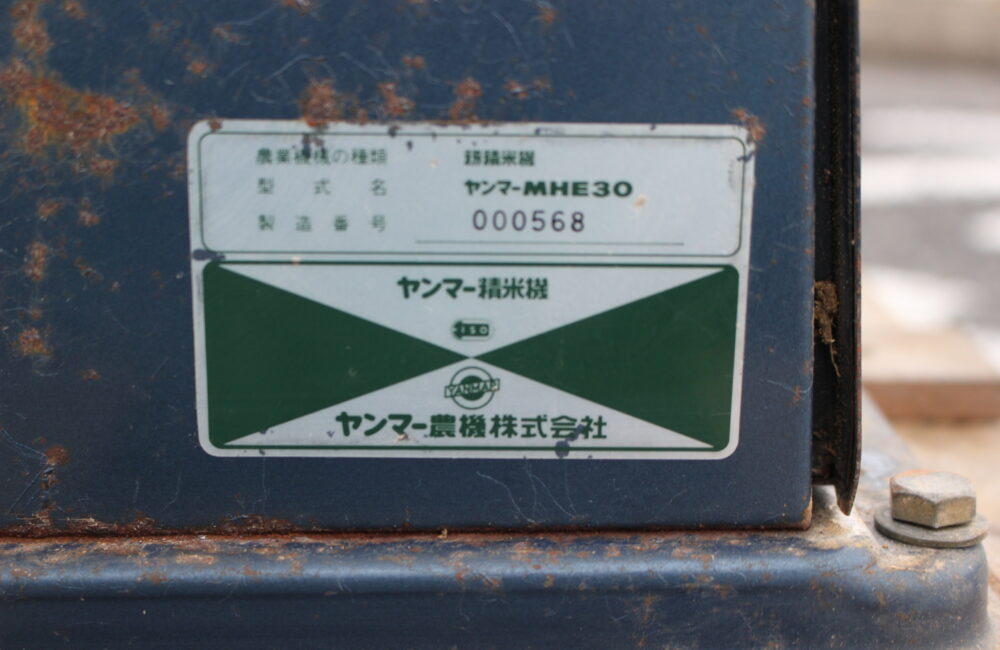 農業機械の種類 籾精米機
型式名 ヤンマーMHE30
製造番号 000568
ヤンマー精米機
ISO
YANMAR
ヤンマー農機株式会社